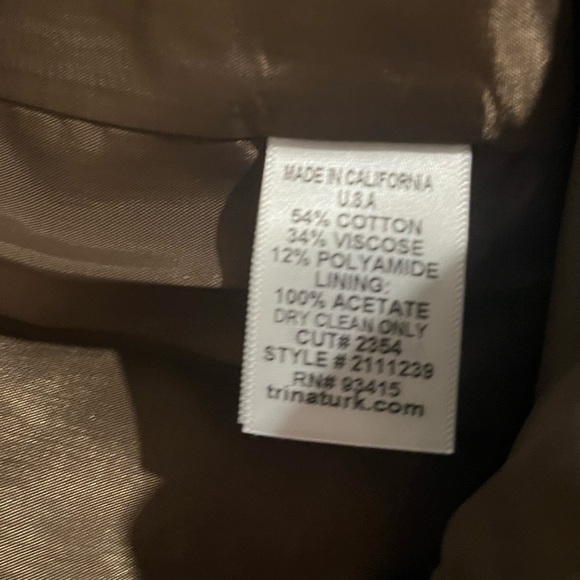 MADE IN CALIFORNIA
U.S.A
54% COTTON
34% VISCOSE
12% POLYAMIDE
LINING:
100% ACETATE
DRY CLEAN ONLY
CUT# 2354
STYLE # 2111239
RN# 93415
trinaturk.com